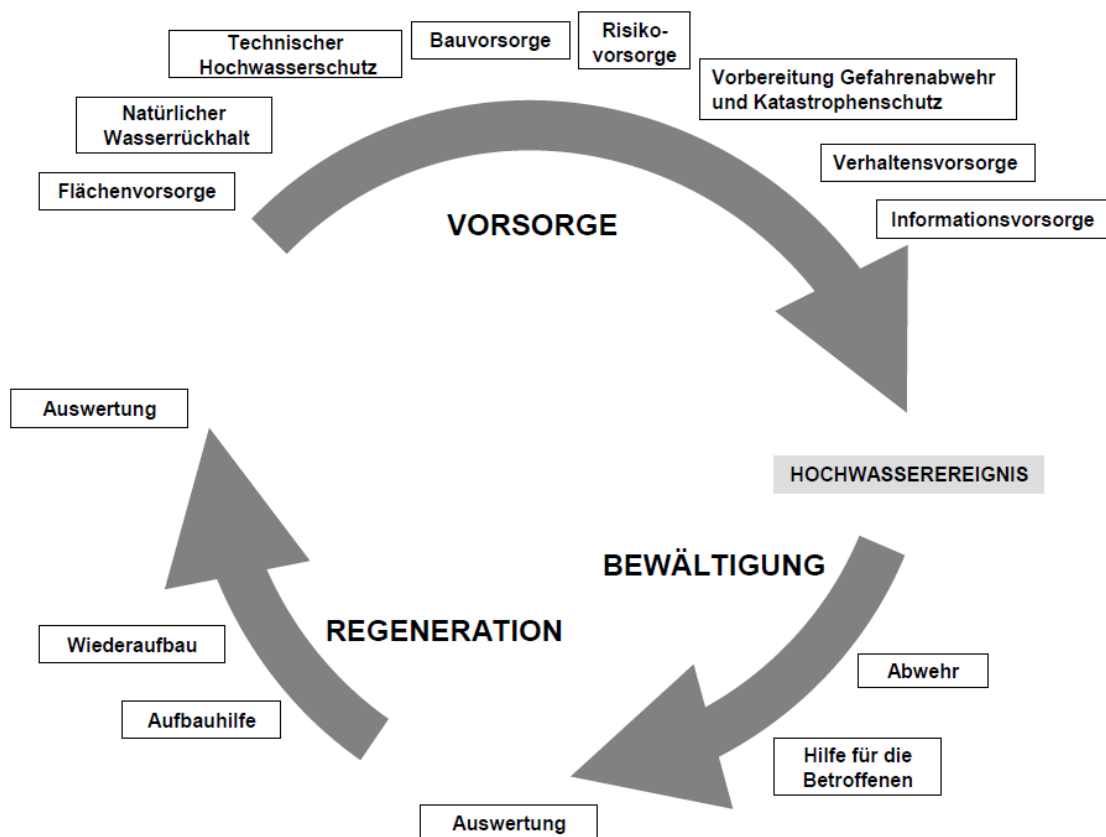 Technischer
Hochwasserschutz
Bauvorsorge
Risiko-
vorsorge
Vorbereitung Gefahrenabwehr
und Katastrophenschutz
Natürlicher
Wasserrückhalt
Verhaltensvorsorge
Flächenvorsorge
Informationsvorsorge
VORSORGE
Auswertung
HOCHWASSEREREIGNIS
BEWÄLTIGUNG
REGENERATION
Wiederaufbau
Abwehr
Aufbauhilfe
Hilfe für die
Betroffenen
Auswertung